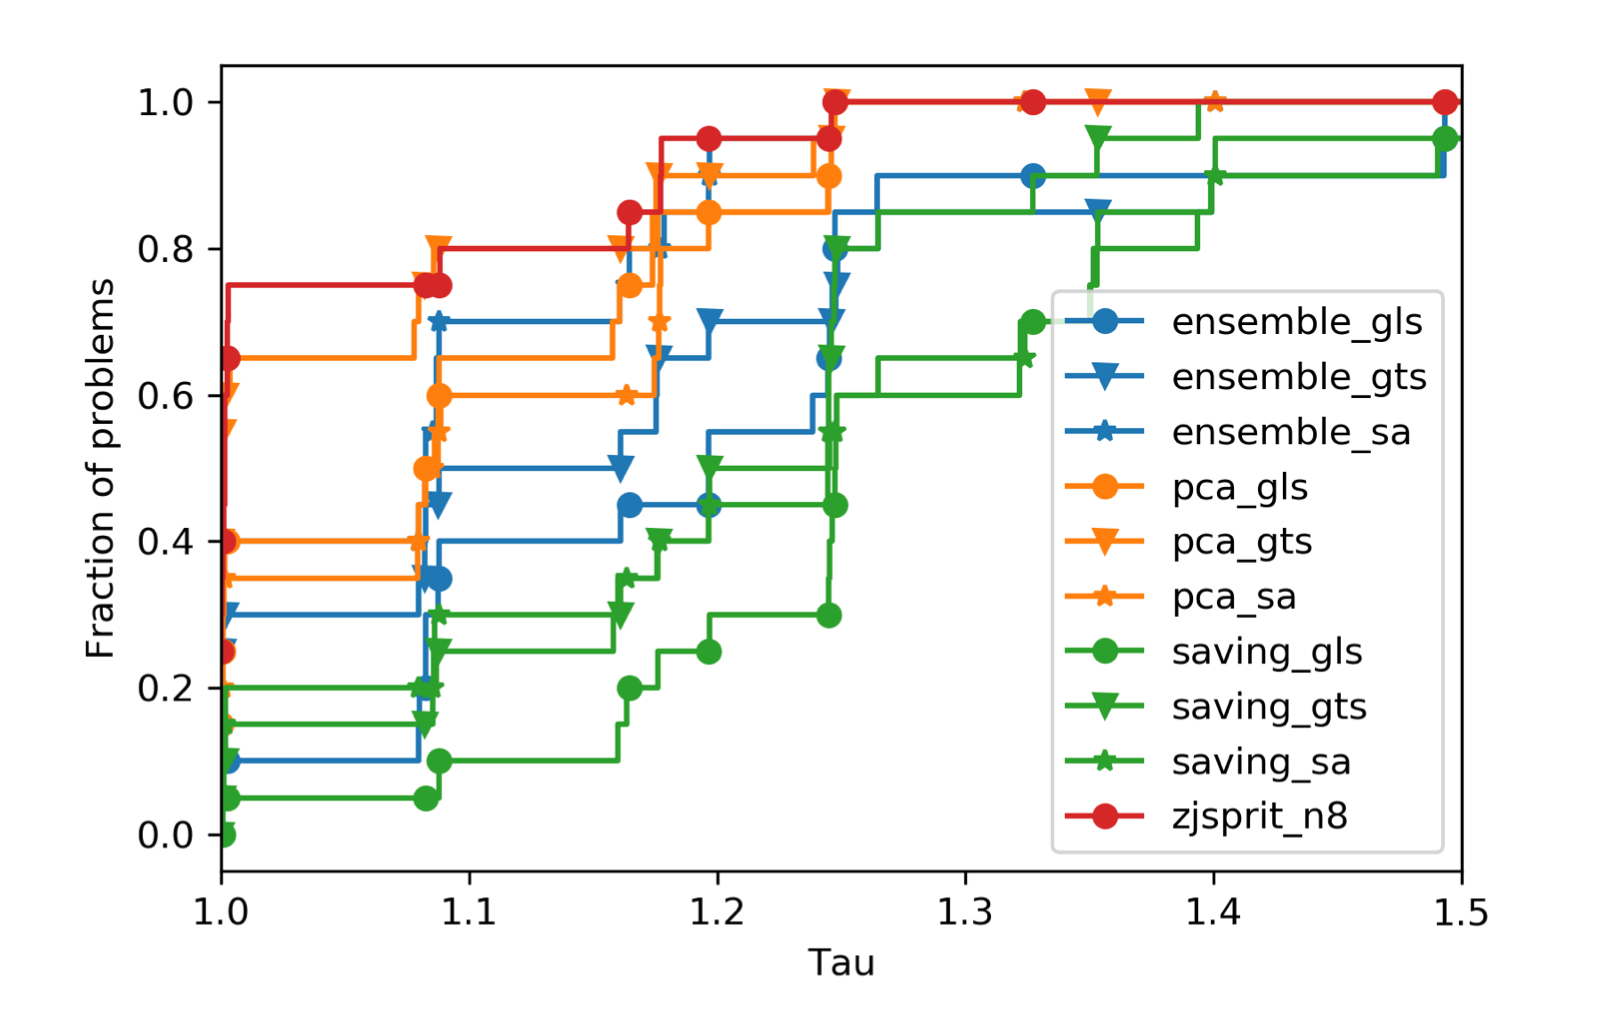 1.0
0.8
0.6
0.4
0.2
0.0
Fraction of problems
1.0 1.1 1.2 1.3 1.4 1.5
Tau
ensemble_gls
ensemble_gts
ensemble_sa
pca_gls
pca_gts
pca_sa
saving_gls
saving_gts
saving_sa
zjsprit_n8